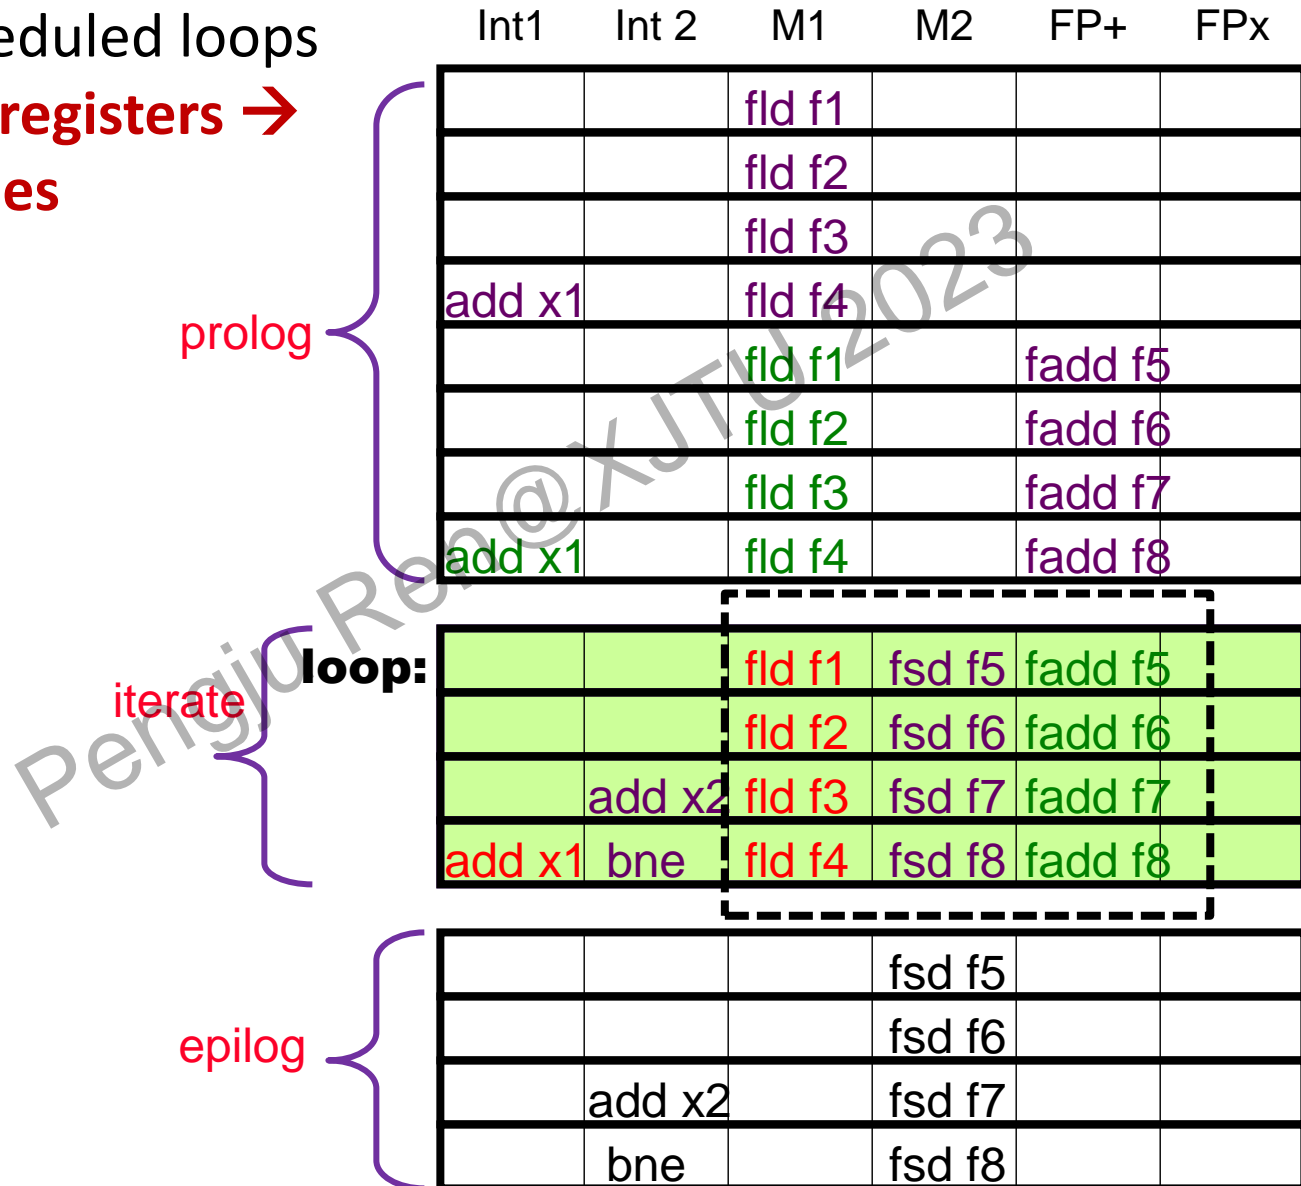 eduled loops
registers →
es
Int1 Int 2 M1 M2 FP+ FPx
fld f1
fld f2
fld f3
add x1 fld f4
prolog
fld f1 fadd f5
fld f2 fadd f6
fld f3 fadd f7
add x1 fld f4 fadd f8
loop: fld f1 fsd f5 fadd f5
iterate
fld f2 fsd f6 fadd f6
add x2 fld f3 fsd f7 fadd f7
add x1 bne fld f4 fsd f8 fadd f8
fsd f5
epilog
fsd f6
add x2 fsd f7
bne fsd f8
Pengju Ren@XJTU 2023